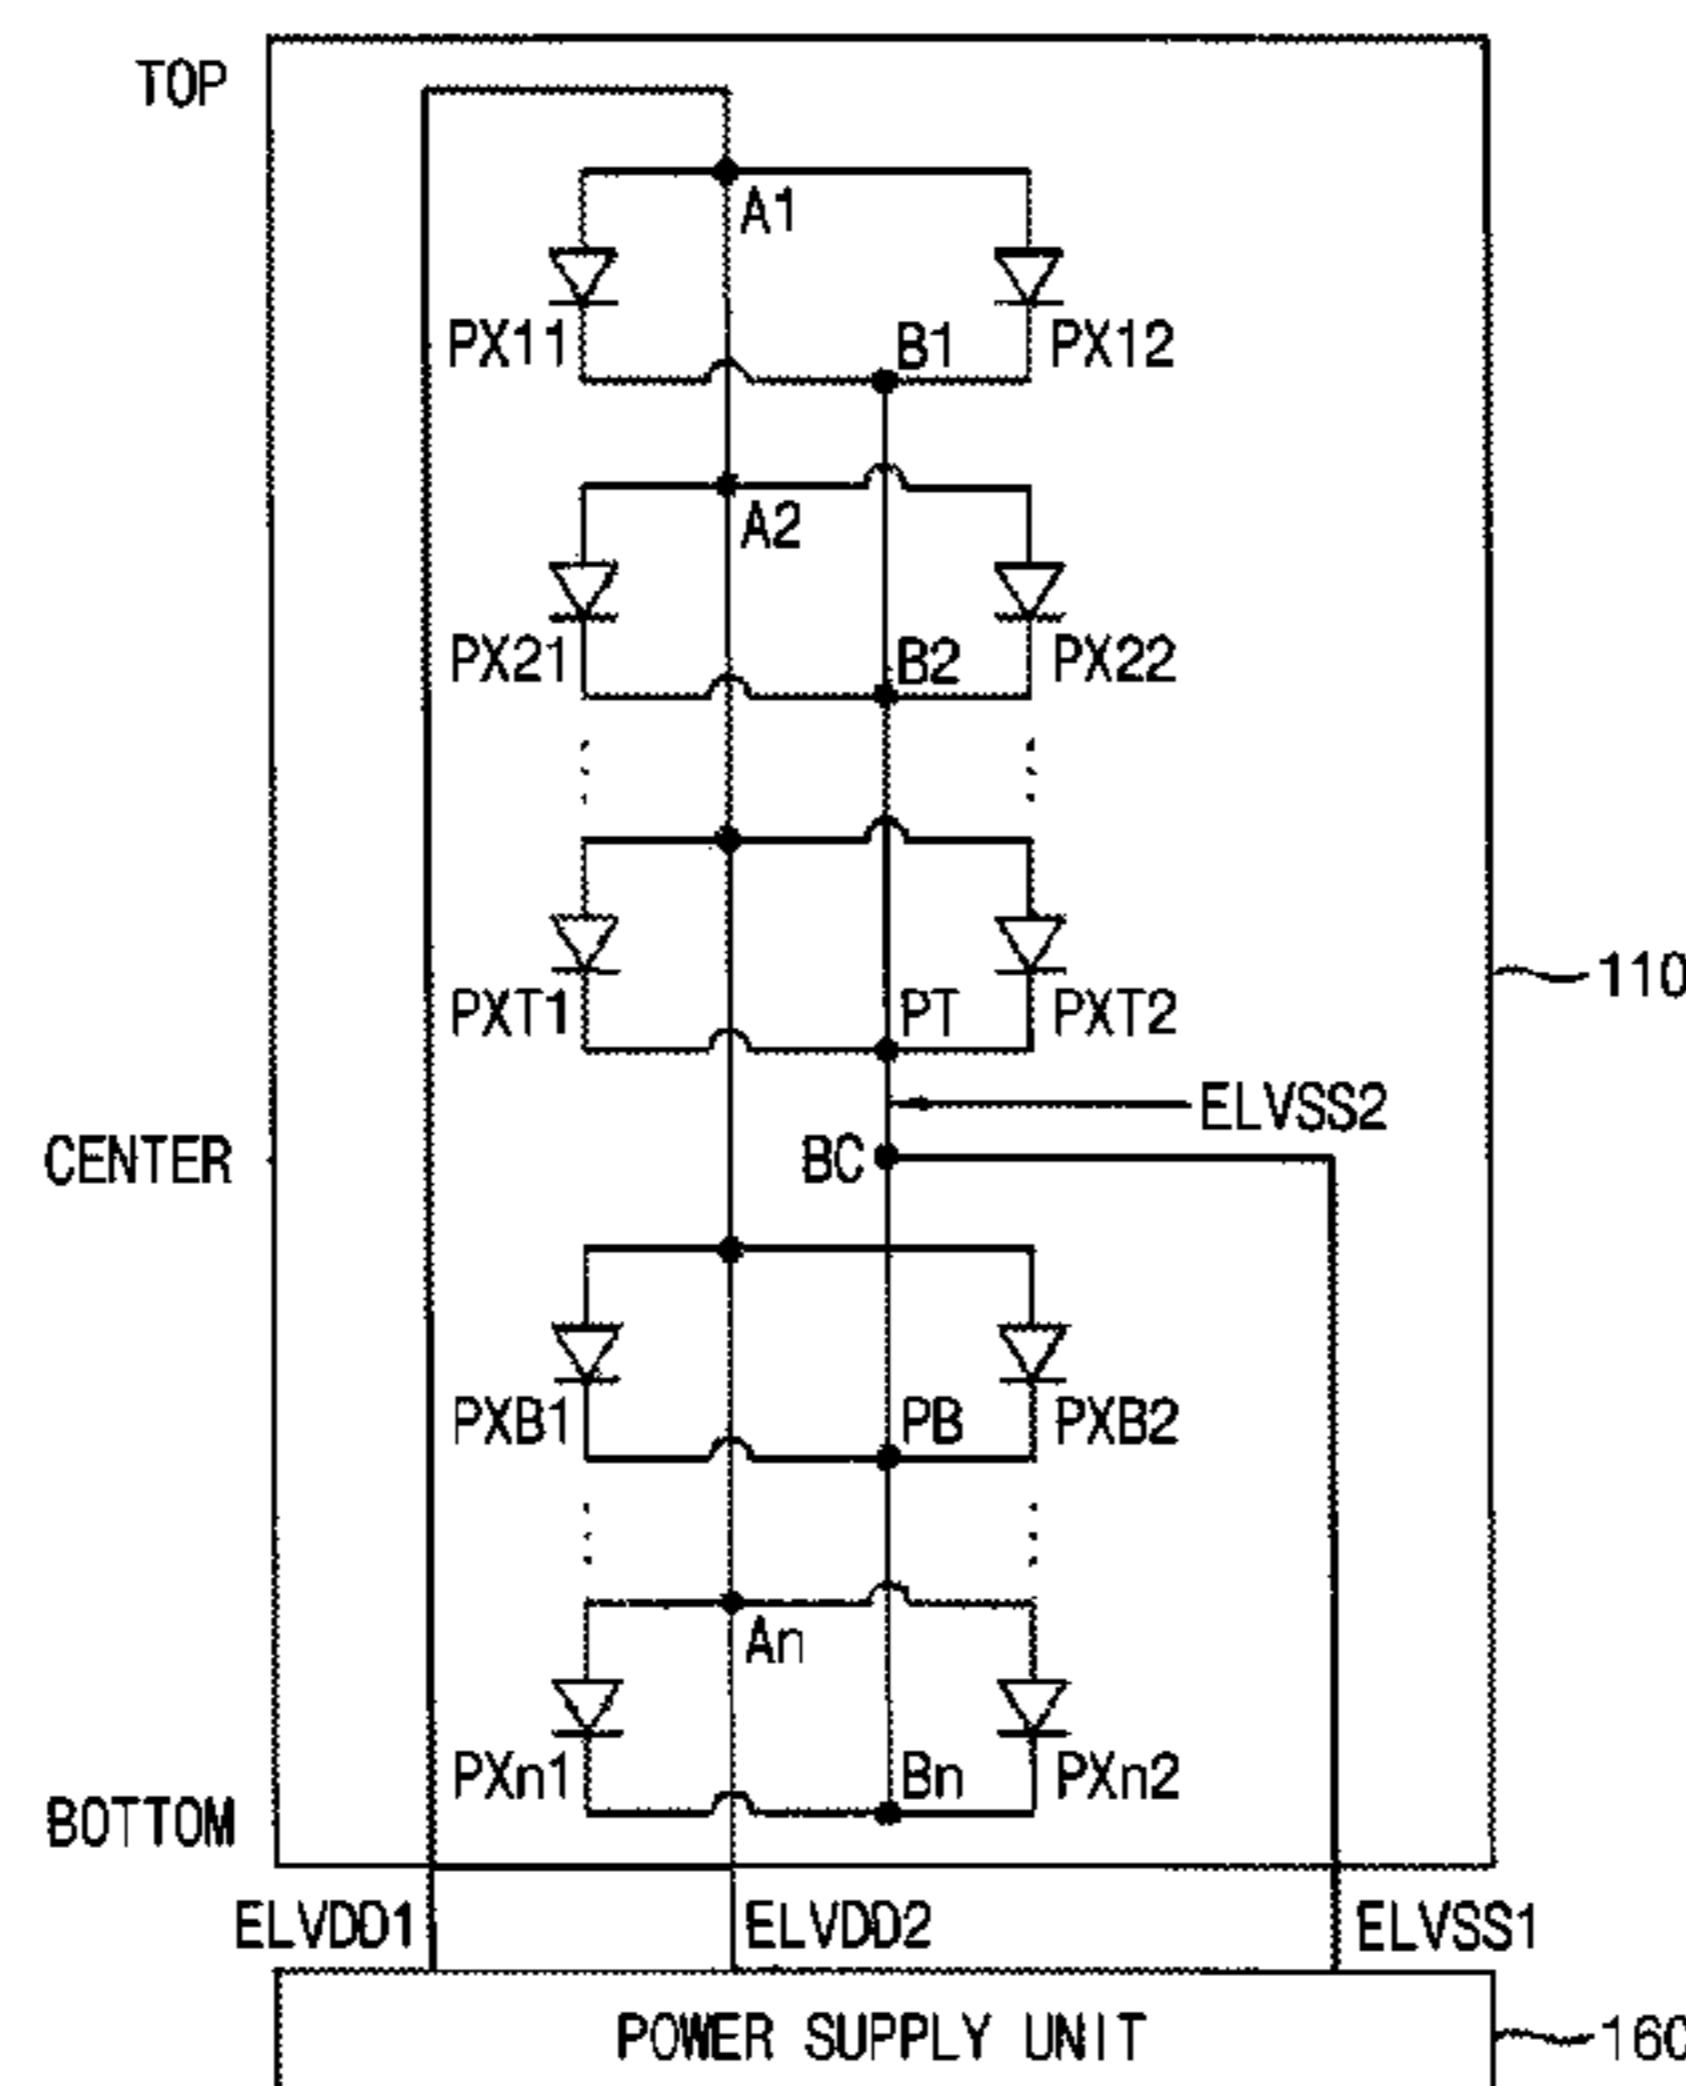 TOP
A1
PX11
B1
PX12
A2
PX21
B2
PX22
PXT1
PT
PXT2
110
ELVSS2
CENTER
BC
PXB1
PB
PXB2
An
PXn1
Bn
PXn2
BOTTOM
ELVDD1
ELVDD2
ELVSS1
POWER SUPPLY UNIT
160